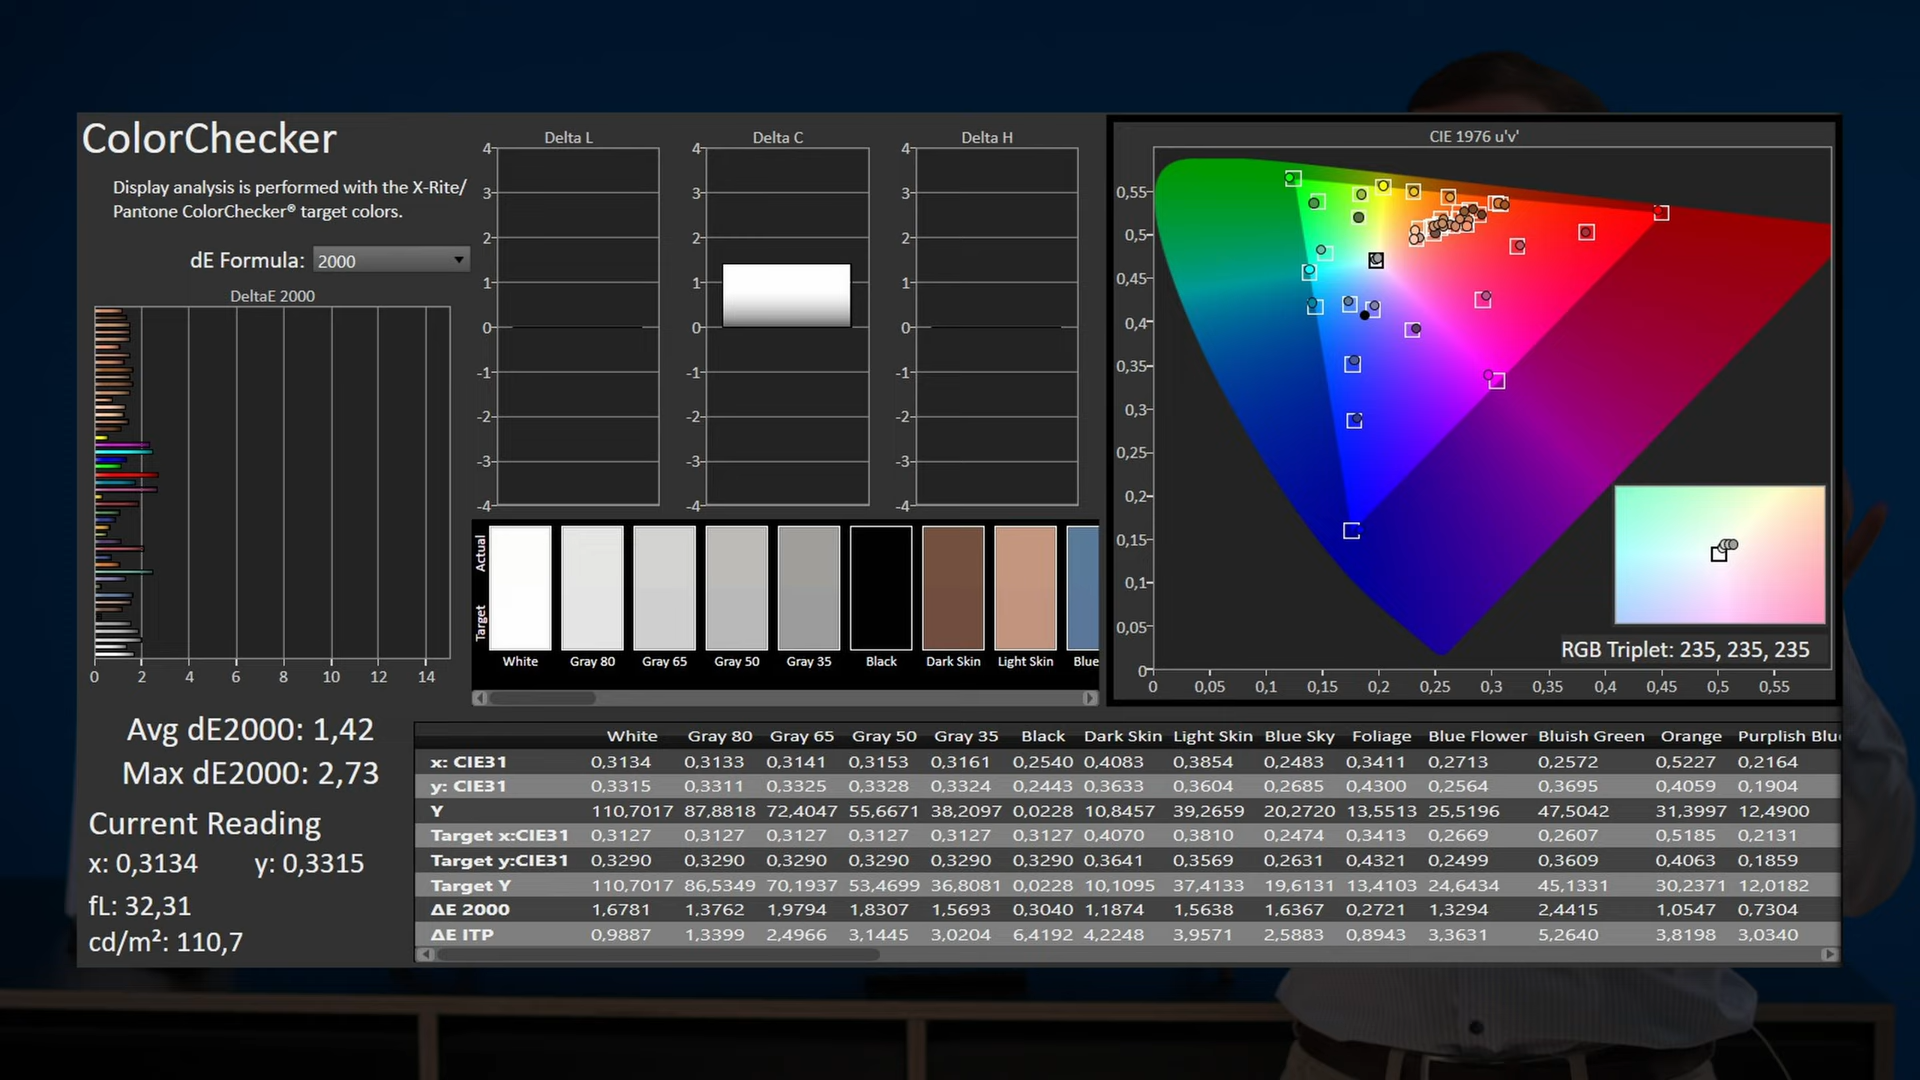 ColorChecker
Display analysis is performed with the X-Rite/
Pantone ColorChecker® target colors.
dE Formula: 2000
DeltaE 2000
0 2 4 6 8 10 12 14
Avg dE2000: 1,42
Max dE2000: 2,73
Current Reading
x: 0,3134 y: 0,3315
fL: 32,31
cd/m²: 110,7
Delta L
4
3
2
1
0
-1
-2
-3
-4
Delta C
4
3
2
1
0
-1
-2
-3
-4
Delta H
4
3
2
1
0
-1
-2
-3
-4
Actual
Target
White Gray 80 Gray 65 Gray 50 Gray 35 Black Dark Skin Light Skin Blue
CIE 1976 u'v'
0,55
0,5
0,45
0,4
0,35
0,3
0,25
0,2
0,15
0,1
0,05
0
0 0,05 0,1 0,15 0,2 0,25 0,3 0,35 0,4 0,45 0,5 0,55
RGB Triplet: 235, 235, 235
White Gray 80 Gray 65 Gray 50 Gray 35 Black Dark Skin Light Skin Blue Sky Foliage Blue Flower Bluish Green Orange Purplish Blu
x: CIE31 0,3134 0,3133 0,3141 0,3153 0,3161 0,2540 0,4083 0,3854 0,2483 0,3411 0,2713 0,2572 0,5227 0,2164
y: CIE31 0,3315 0,3311 0,3325 0,3328 0,3324 0,2443 0,3633 0,3604 0,2685 0,4300 0,2564 0,3695 0,4059 0,1904
Y 110,7017 87,8818 72,4047 55,6671 38,2097 0,0228 10,8457 39,2659 20,2720 13,5513 25,5196 47,5042 31,3997 12,4900
Target x:CIE31 0,3127 0,3127 0,3127 0,3127 0,3127 0,3127 0,4070 0,3810 0,2474 0,3413 0,2669 0,2607 0,5185 0,2131
Target y:CIE31 0,3290 0,3290 0,3290 0,3290 0,3290 0,3290 0,3641 0,3569 0,2631 0,4321 0,2499 0,3609 0,4063 0,1859
Target Y 110,7017 86,5349 70,1937 53,4699 36,8081 0,0228 10,1095 37,4133 19,6131 13,4103 24,6434 45,1331 30,2371 12,0182
ΔE 2000 1,6781 1,3762 1,9794 1,8307 1,5693 0,3040 1,1874 1,5638 1,6367 0,2721 1,3294 2,4415 1,0547 0,7304
ΔE ITP 0,9887 1,3399 2,4966 3,1445 3,0204 6,4192 4,2248 3,9571 2,5883 0,8943 3,3631 5,2640 3,8198 3,0340